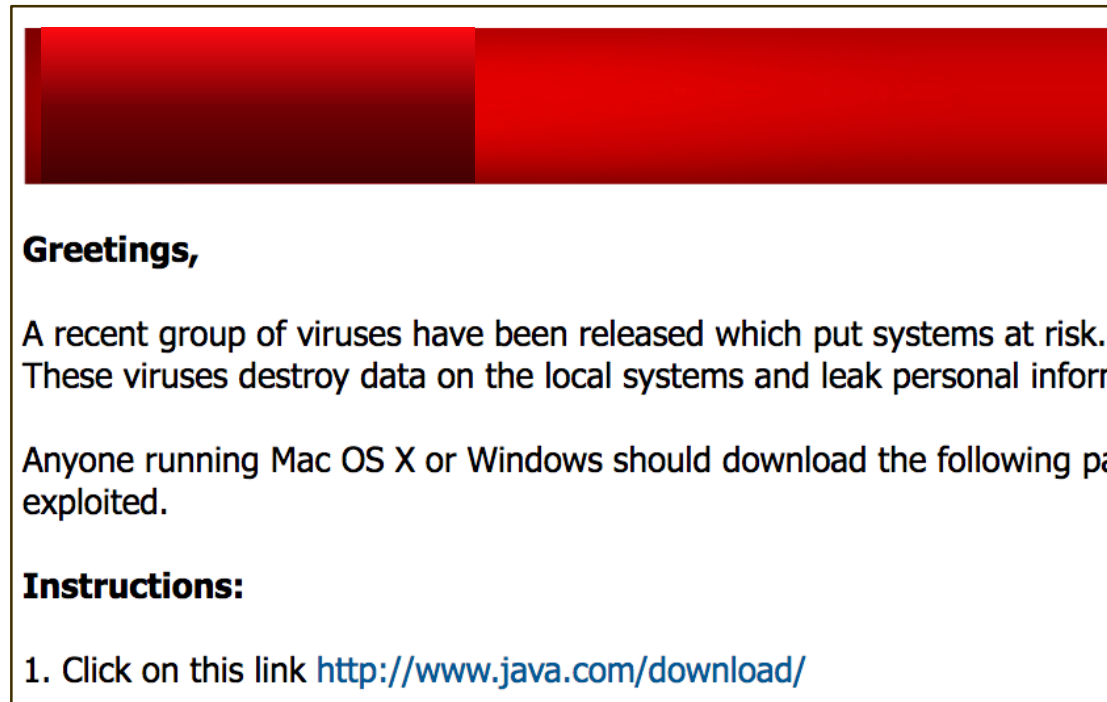 Greetings,
A recent group of viruses have been released which put systems at risk.
These viruses destroy data on the local systems and leak personal
Anyone running Mac OS X or Windows should download the following
exploited.
Instructions:
1. Click on this link http://www.java.com/download/